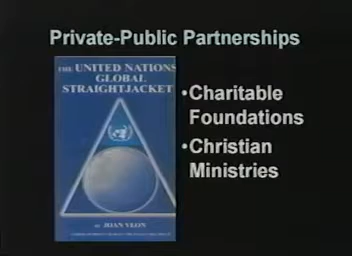 Private-Public Partnerships
THE UNITED NATIONS
GLOBAL
STRAIGHTJACKET
BY JOAN VEON
•Charitable
Foundations
•Christian
Ministries